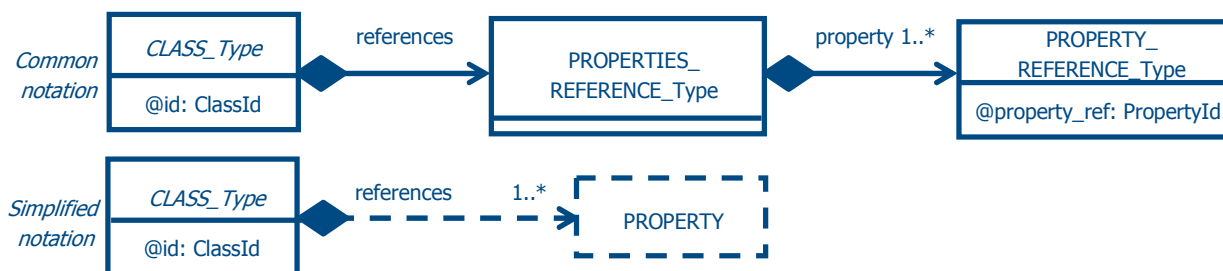 Common
notation
CLASS_Type
@id: ClassId
references
PROPERTIES_
REFERENCE_Type
property 1..*
PROPERTY_
REFERENCE_Type
@property_ref: PropertyId
Simplified
notation
CLASS_Type
@id: ClassId
references
1..*
PROPERTY